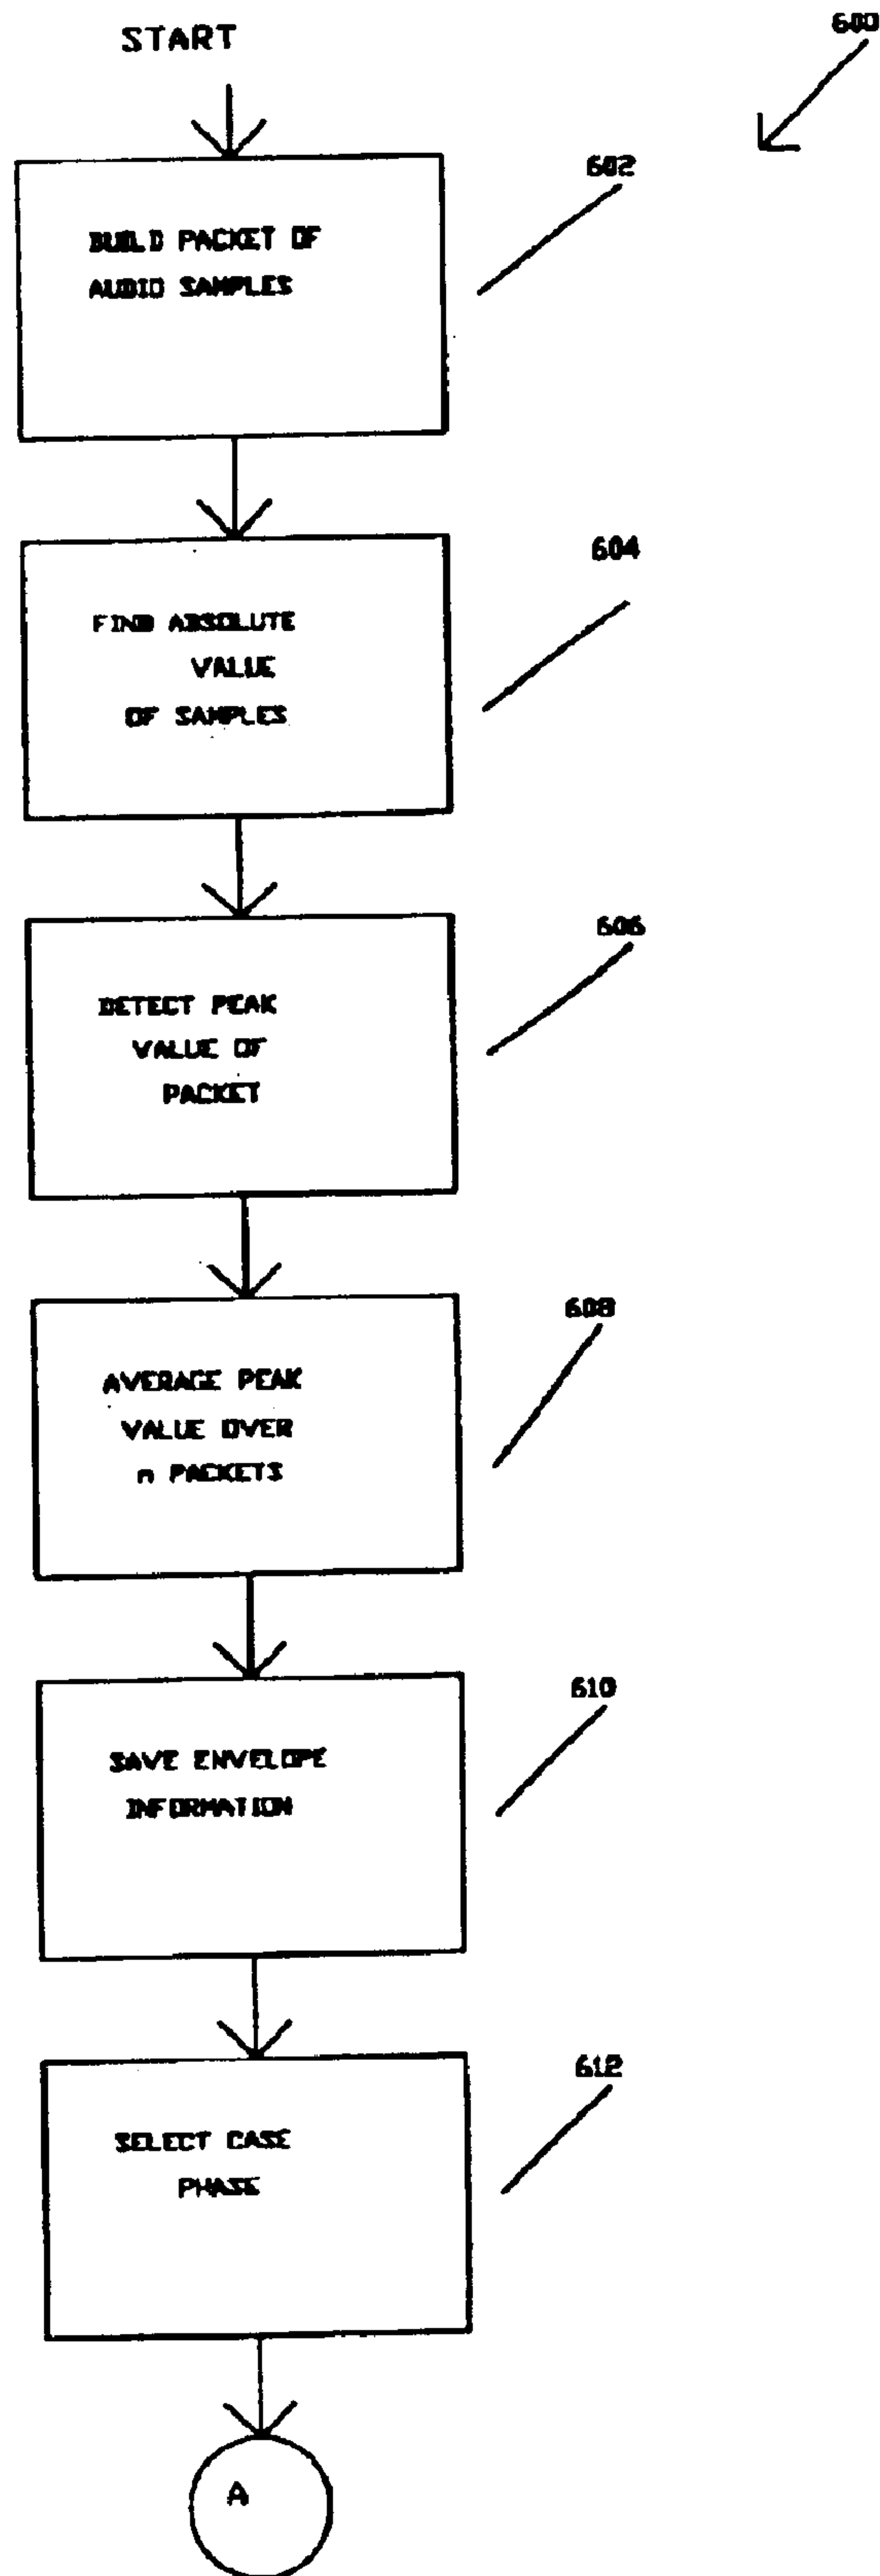 START
600
602
BUILD PACKET OF
AUDIO SAMPLES
604
FIND ABSOLUTE
VALUE
OF SAMPLES
606
DETECT PEAK
VALUE OF
PACKET
608
AVERAGE PEAK
VALUE OVER
n PACKETS
610
SAVE ENVELOPE
INFORMATION
612
SELECT CASE
PHASE
A